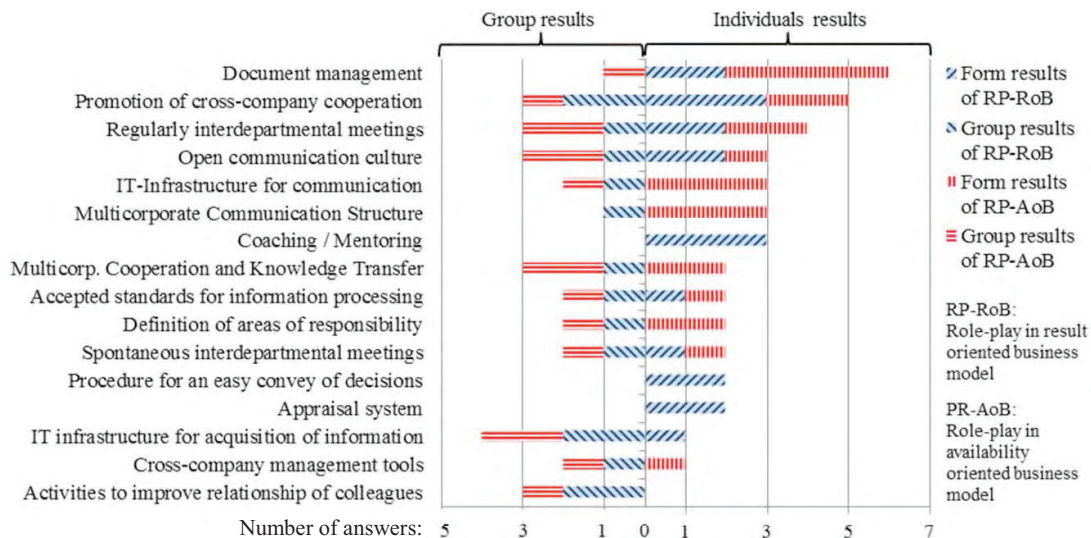 Group results
Individuals results
Document management
Promotion of cross-company cooperation
Regularly interdepartmental meetings
Open communication culture
IT-Infrastructure for communication
Multicorporate Communication Structure
Coaching / Mentoring
Multicorp. Cooperation and Knowledge Transfer
Accepted standards for information processing
Definition of areas of responsibility
Spontaneous interdepartmental meetings
Procedure for an easy convey of decisions
Appraisal system
IT infrastructure for acquisition of information
Cross-company management tools
Activities to improve relationship of colleagues
Number of answers:
5 3 1 0 1 3 5 7
Form results
of RP-RoB
Group results
of RP-RoB
Form results
of RP-AoB
Group results
of RP-AoB
RP-RoB:
Role-play in result
oriented business
model
PR-AoB:
Role-play in
availability
oriented business
model